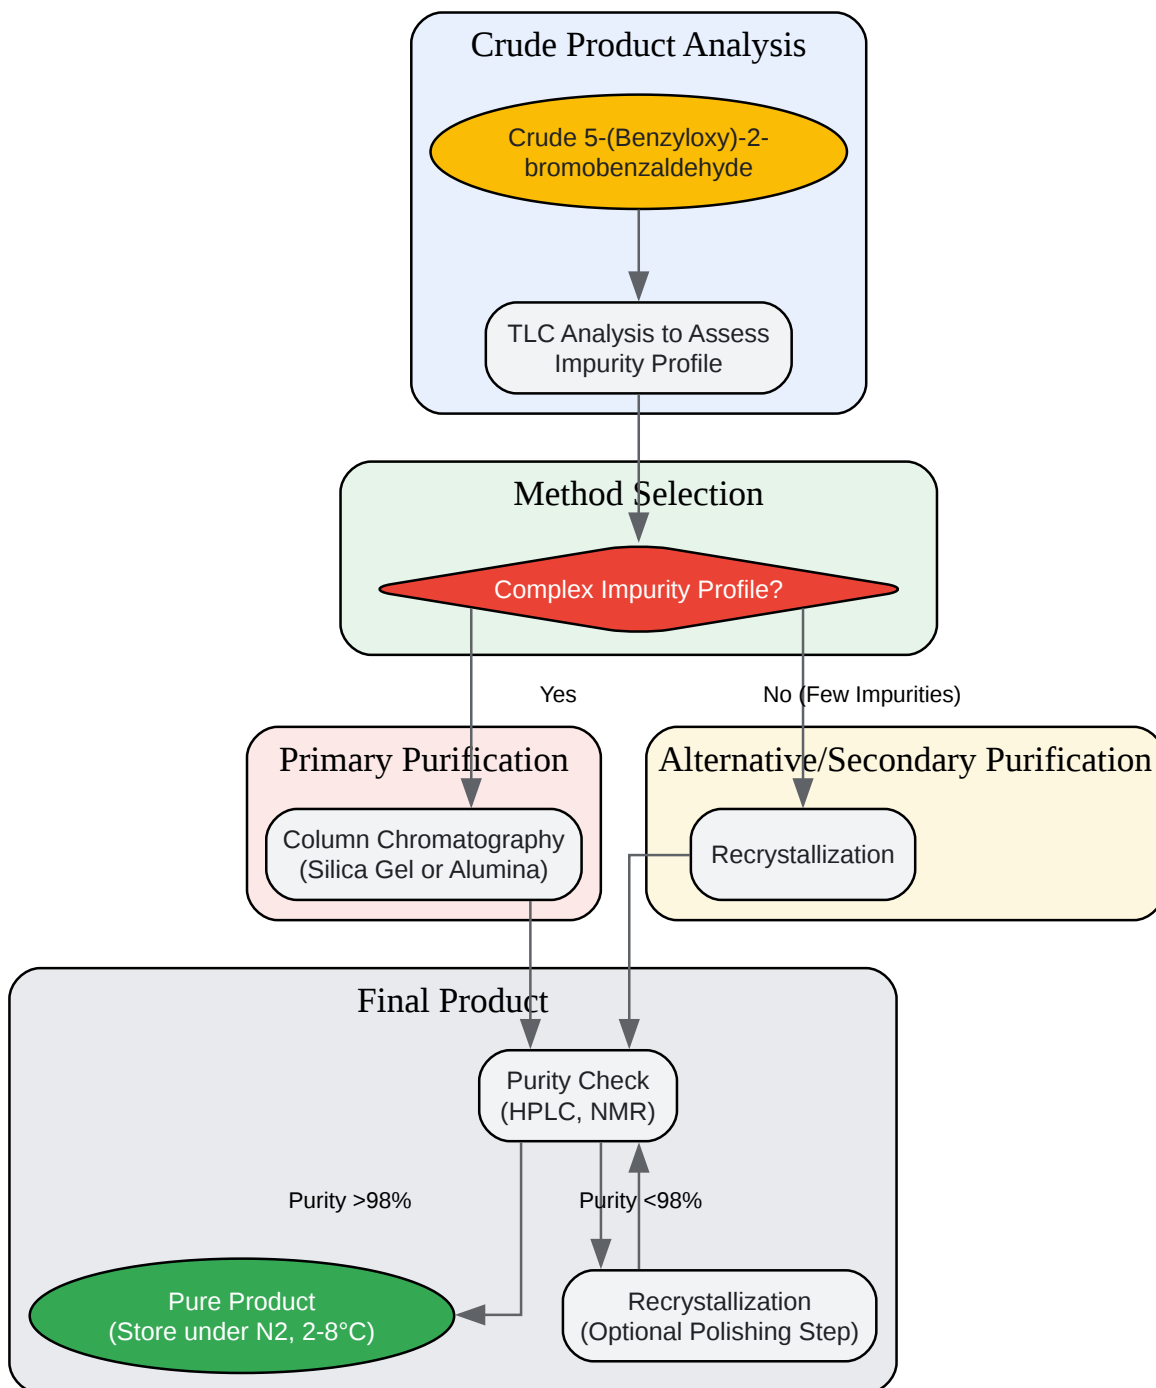 Crude Product Analysis
Crude 5-(Benzyloxy)-2-
bromobenzaldehyde
TLC Analysis to Assess
Impurity Profile
Method Selection
Complex Impurity Profile?
Yes
No (Few Impurities)
Primary Purification
Alternative/Secondary Purification
Column Chromatography
(Silica Gel or Alumina)
Recrystallization
Final Product
Purity Check
(HPLC, NMR)
Purity >98%
Purity <98%
Pure Product
(Store under N2, 2-8°C)
Recrystallization
(Optional Polishing Step)